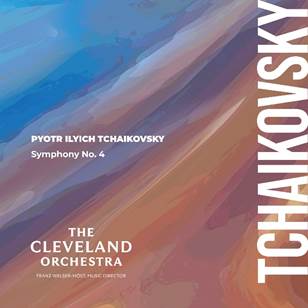 PYOTR ILYICH TCHAIKOVSKY
Symphony No. 4
THE
CLEVELAND
ORCHESTRA
FRANZ WELSER-MÖST, MUSIC DIRECTOR
TCHAIKOVSKY